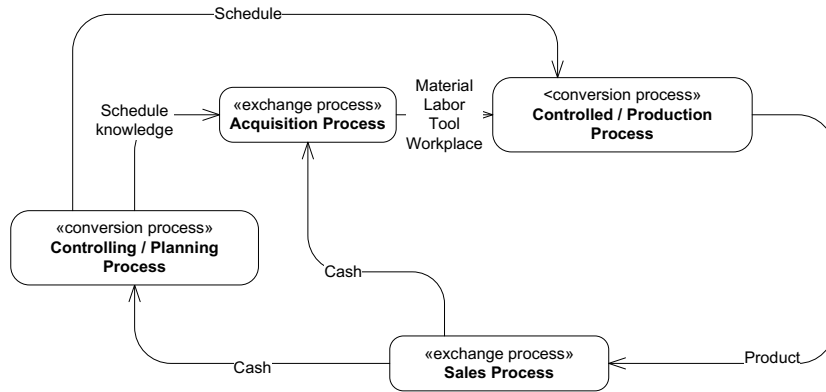 Schedule
«exchange process»
Acquisition Process
Material
Labor
Tool
Workplace
<conversion process»
Controlled / Production
Process
Schedule
knowledge
«conversion process»
Controlling / Planning
Process
Cash
Cash
«exchange process»
Sales Process
Product